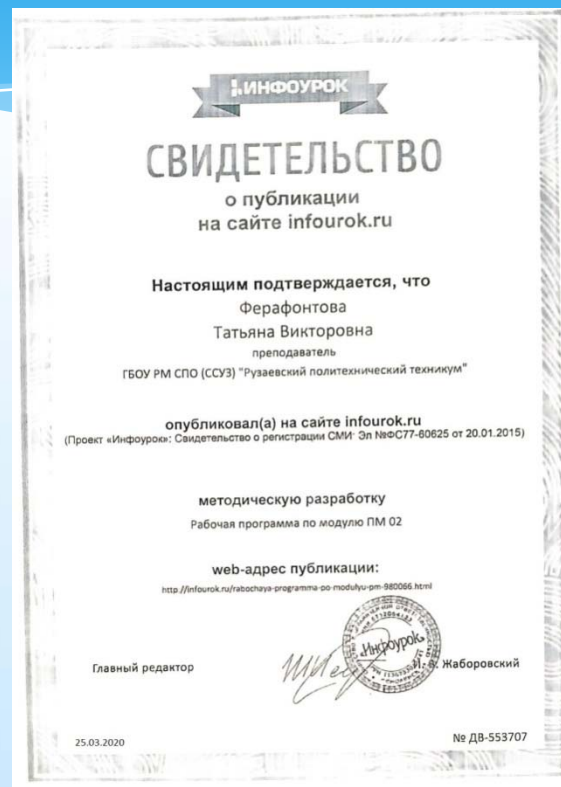 ИНФОУРОК
СВИДЕТЕЛЬСТВО
о публикации
на сайте infourok.ru
Настоящим подтверждается, что
Ферафонтова
Татьяна Викторовна
преподаватель
ГБОУ РМ СПО (ССУЗ) "Рузаевский политехнический техникум"
опубликовал(а) на сайте infourok.ru
(Проект «Инфоурок»: Свидетельство о регистрации СМИ: Эл №ФС77-60625 от 20.01.2015)
методическую разработку
Рабочая программа по модулю ПМ 02
web-адрес публикации:
http://infourok.ru/rabochaya-programma-po-modulyu-pm-980066.html
Инфоурок
Главный редактор
Жаборовский
25.03.2020
№ ДВ-553707